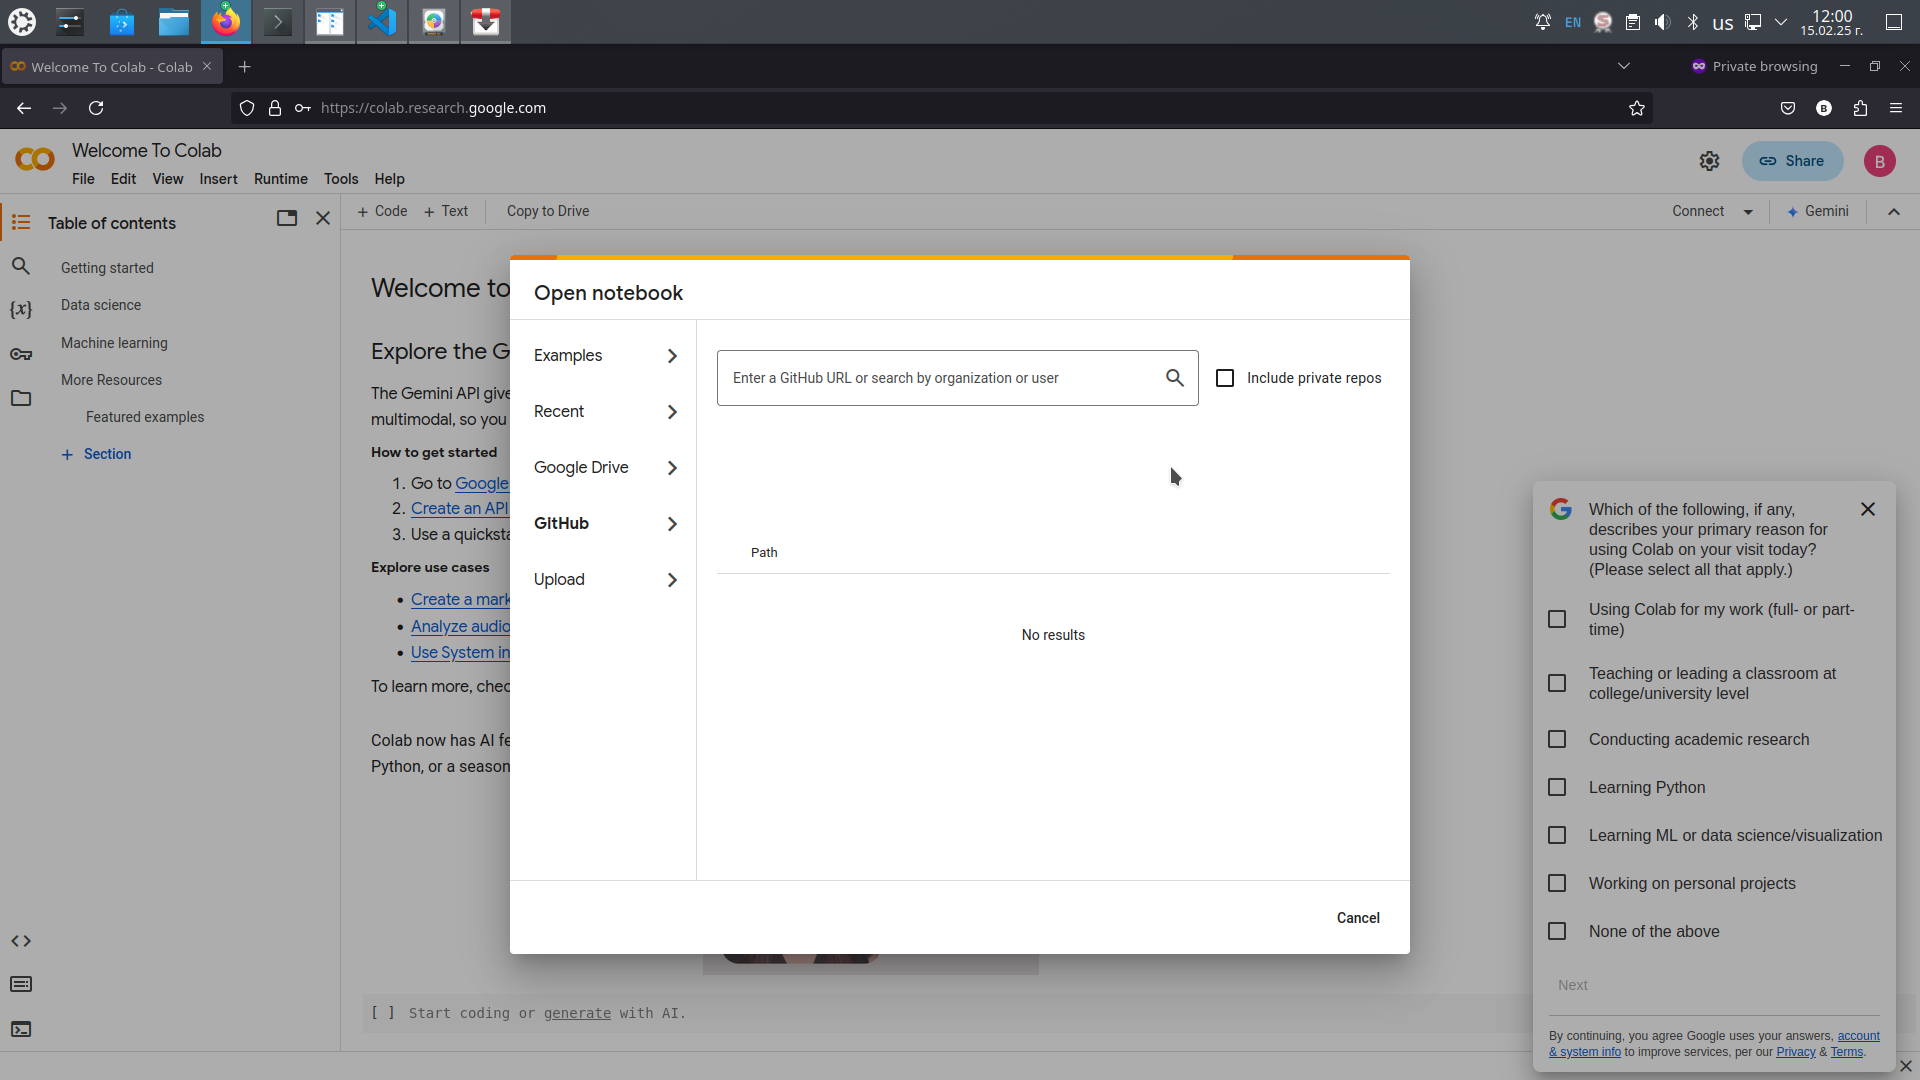 EN
us
12:00
15.02.25 г.
Welcome To Colab - Colab
Private browsing
https://colab.research.google.com
B
Welcome To Colab
File Edit View Insert Runtime Tools Help
Share
B
Table of contents
Getting started
Data science
Machine learning
More Resources
Featured examples
+ Section
+ Code + Text Copy to Drive
Connect
Gemini
Welcome to
Explore the G
The Gemini API give
multimodal, so you
How to get started
1. Go to Google
2. Create an API
3. Use a quicksta
Explore use cases
• Create a mark
• Analyze audio
• Use System in
To learn more, chec
Colab now has AI fe
Python, or a season
[ ] Start coding or generate with AI.
Open notebook
Examples
Recent
Google Drive
GitHub
Upload
Enter a GitHub URL or search by organization or user
Include private repos
Path
No results
Cancel
Which of the following, if any,
describes your primary reason for
using Colab on your visit today?
(Please select all that apply.)
Using Colab for my work (full- or part-
time)
Teaching or leading a classroom at
college/university level
Conducting academic research
Learning Python
Learning ML or data science/visualization
Working on personal projects
None of the above
Next
By continuing, you agree Google uses your answers, account
& system info to improve services, per our Privacy & Terms.